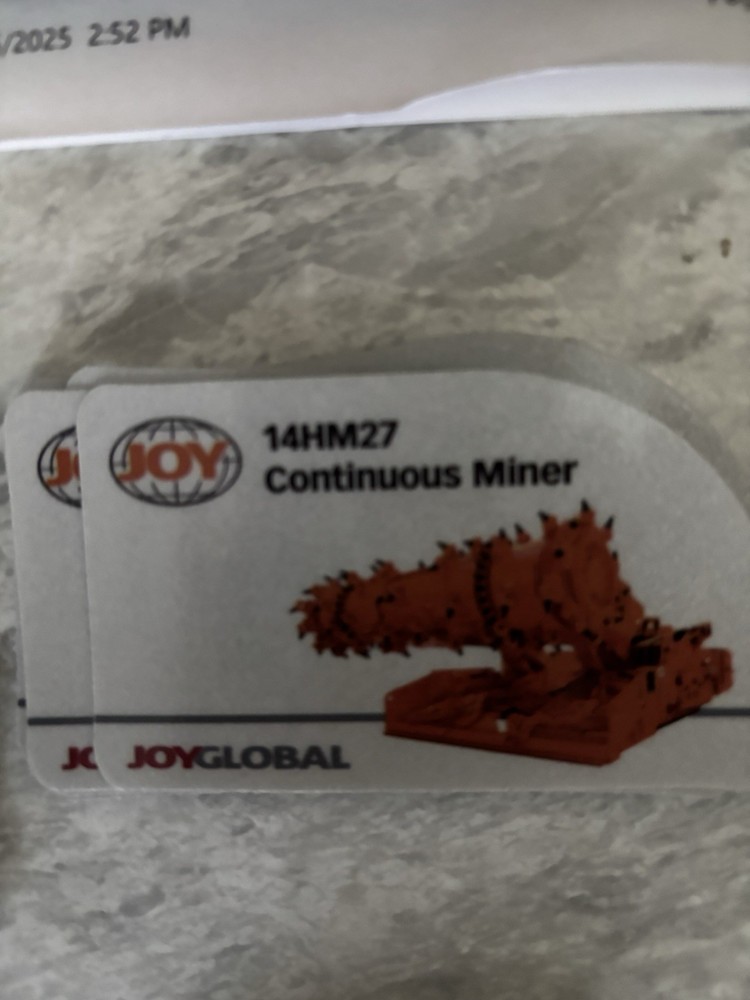 /2025 2:52 PM
JOY
14HM27
Continuous Miner
JOYGLOBAL